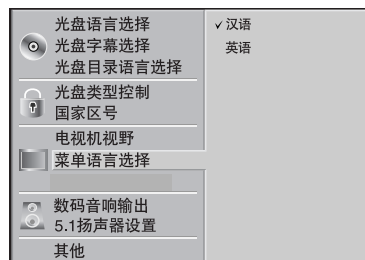 光盘语言选择
光盘字幕选择
光盘目录语言选择
光盘类型控制
国家区号
电视机视野
菜单语言选择
数码音响输出
5.1扬声器设置
其他
✓汉语
英语